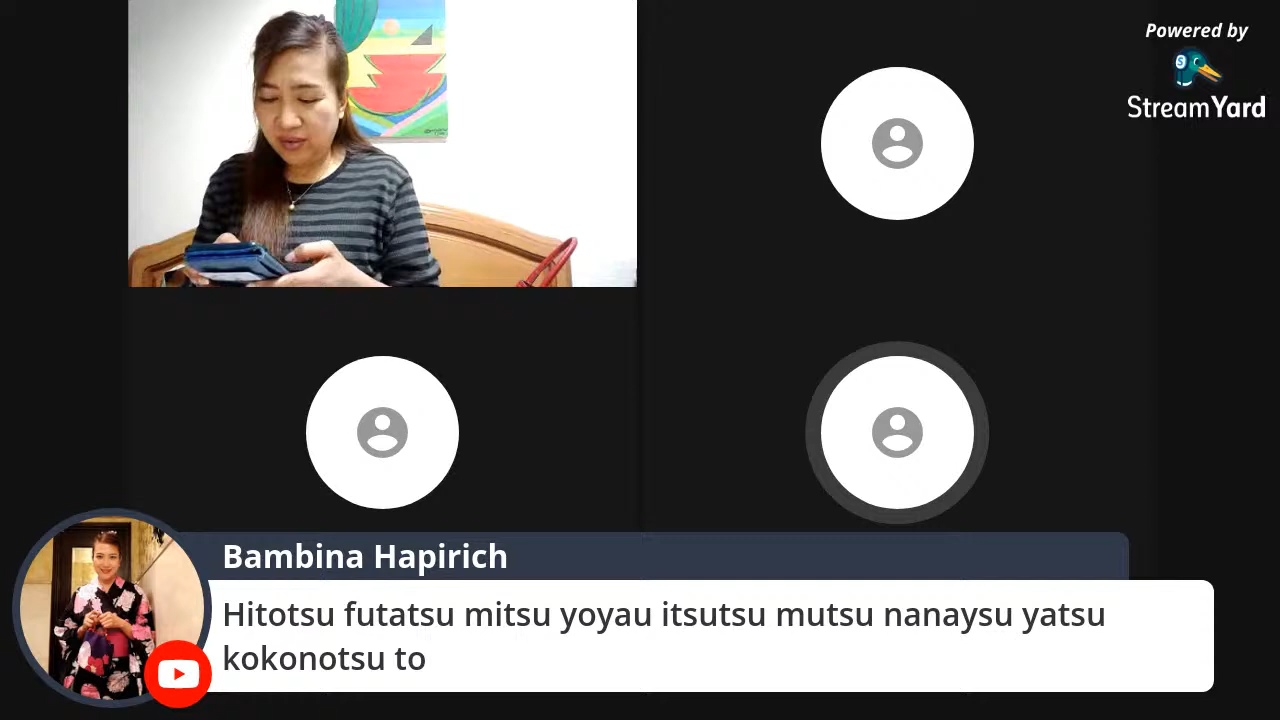 Powered by
StreamYard
Bambina Hapirich
Hitotsu futatsu mitsu yoyau itsutsu mutsu nanaysu yatsu
kokonotsu to